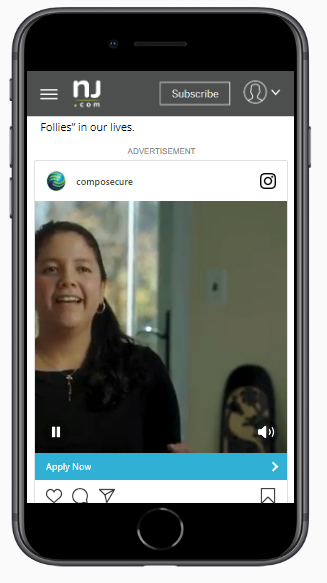 nj
.com
Subscribe
Follies” in our lives.
ADVERTISEMENT
composecure
Apply Now